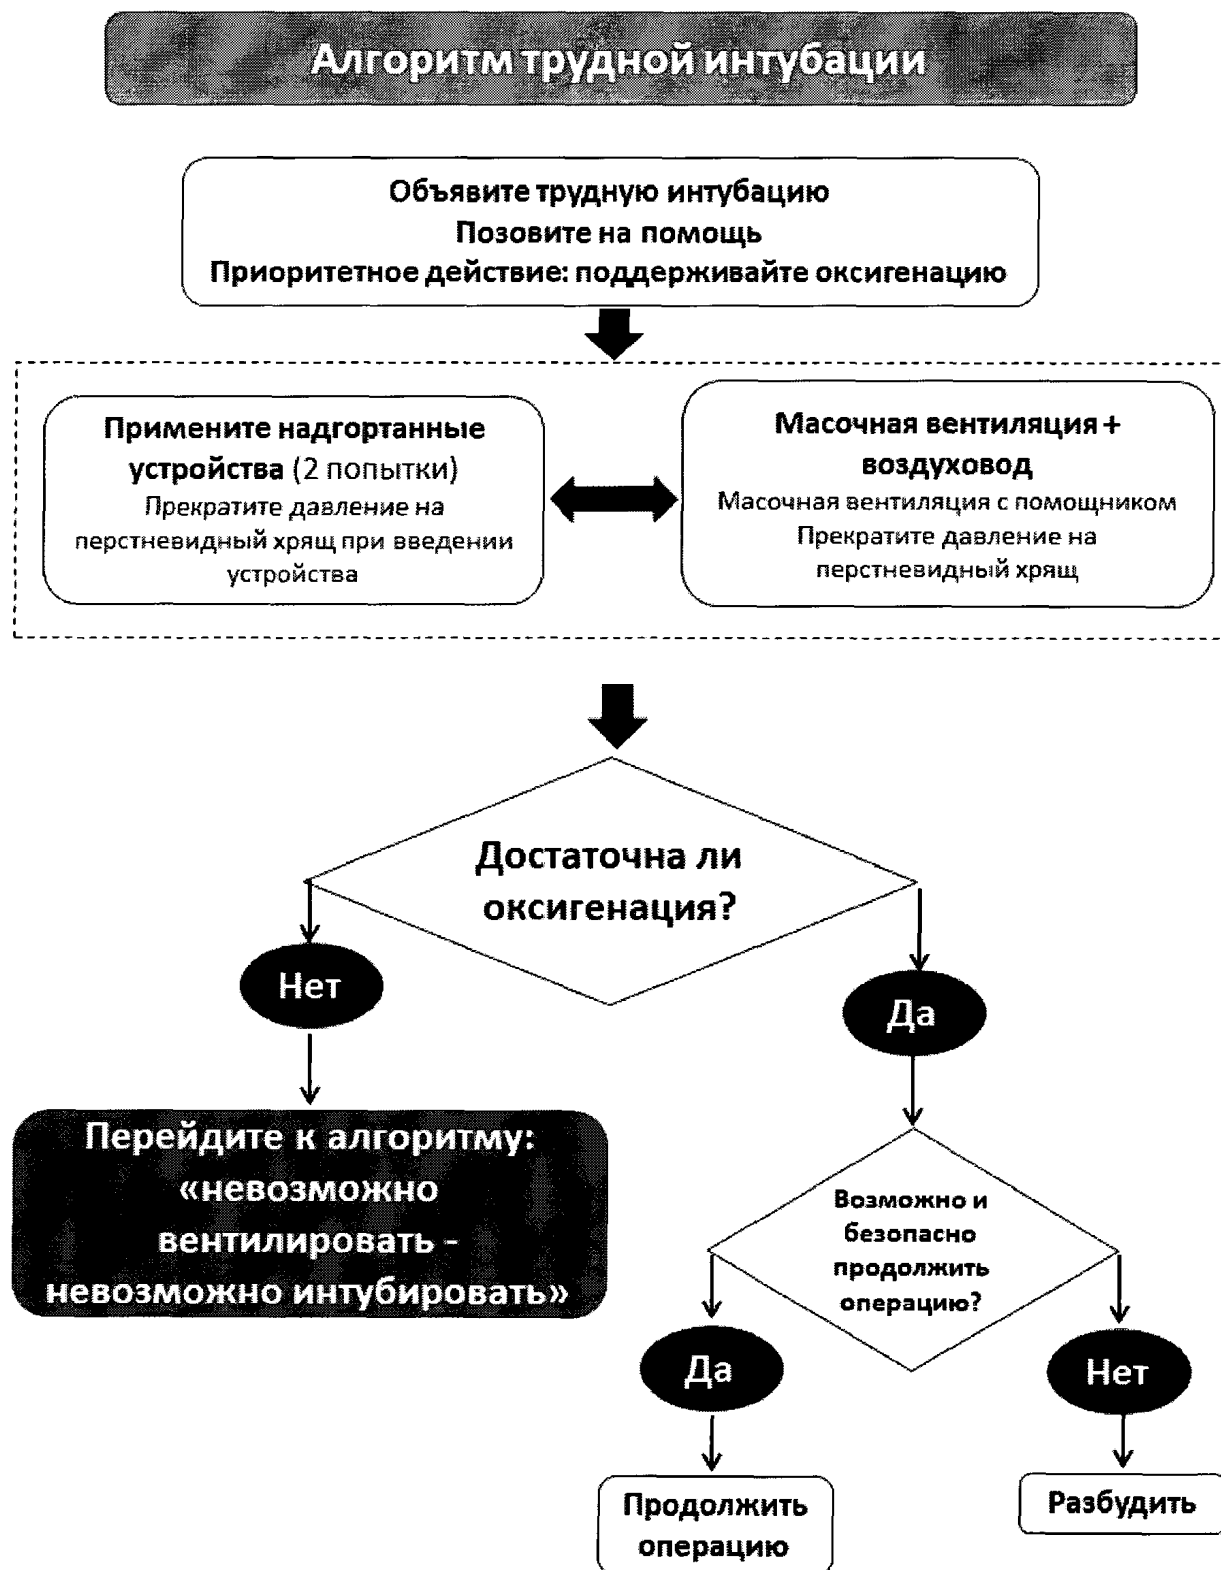 Алгоритм трудной интубации
Объявите трудную интубацию
Позовите на помощь
Приоритетное действие: поддерживайте оксигенацию
Примените надгортанные
устройства (2 попытки)
Прекратите давление на
перстневидный хрящ при введении
устройства
Масочная вентиляция +
воздуховод
Масочная вентиляция с помощником
Прекратите давление на
перстневидный хрящ
Достаточна ли
оксигенация?
Нет
Да
Перейдите к алгоритму:
«невозможно
вентилировать -
невозможно интубировать»
Возможно и
безопасно
продолжить
операцию?
Да
Нет
Продолжить
операцию
Разбудить